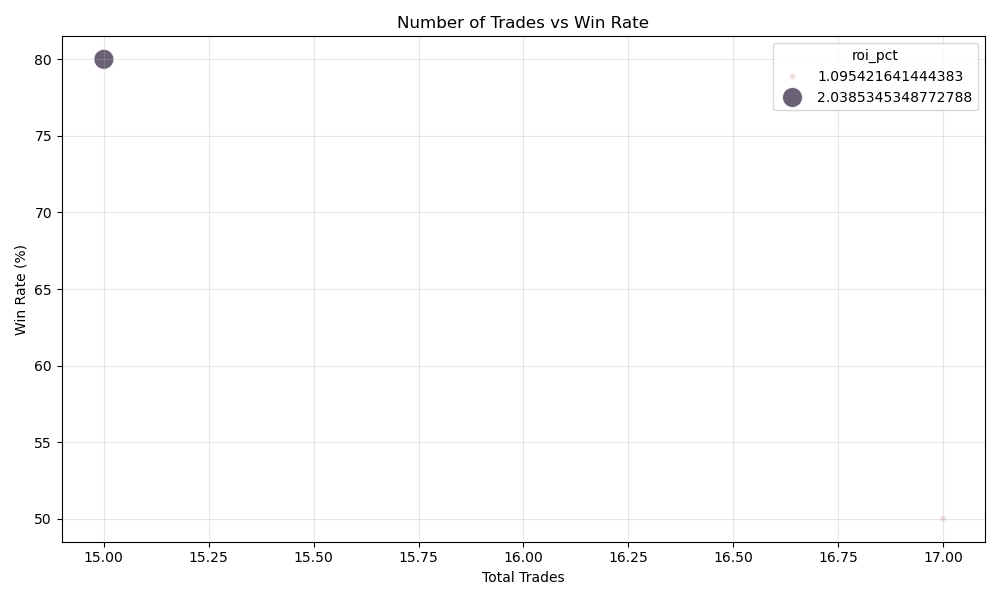 Number of Trades vs Win Rate
roi_pct
1.095421641444383
2.0385345348772788
80
75
70
65
60
55
50
Win Rate (%)
15.00 15.25 15.50 15.75 16.00 16.25 16.50 16.75 17.00
Total Trades